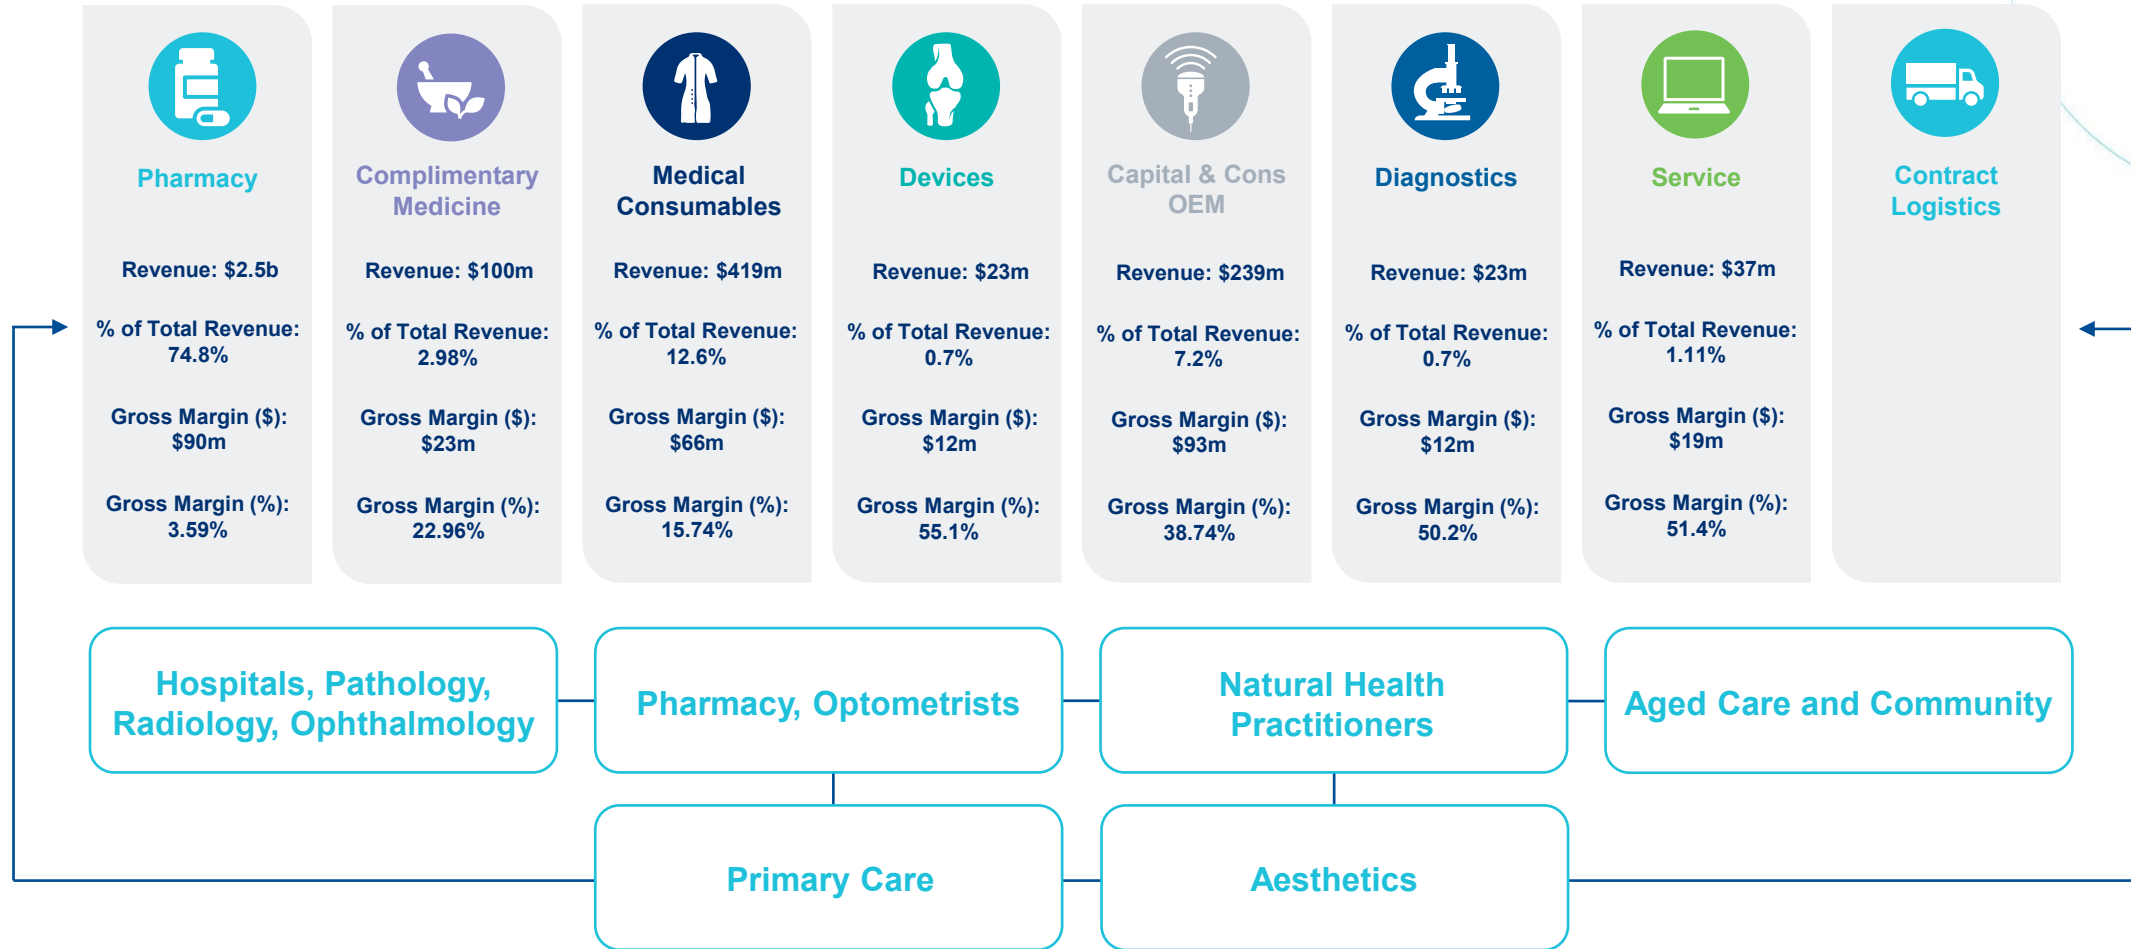 Pharmacy
Revenue: $2.5b
% of Total Revenue:
74.8%
Gross Margin ($):
$90m
Gross Margin (%):
3.59%
Complimentary
Medicine
Revenue: $100m
% of Total Revenue:
2.98%
Gross Margin ($):
$23m
Gross Margin (%):
22.96%
Medical
Consumables
Revenue: $419m
% of Total Revenue:
12.6%
Gross Margin ($):
$66m
Gross Margin (%):
15.74%
Devices
Revenue: $23m
% of Total Revenue:
0.7%
Gross Margin ($):
$12m
Gross Margin (%):
55.1%
Capital & Cons
OEM
Revenue: $239m
% of Total Revenue:
7.2%
Gross Margin ($):
$93m
Gross Margin (%):
38.74%
Diagnostics
Revenue: $23m
% of Total Revenue:
0.7%
Gross Margin ($):
$12m
Gross Margin (%):
50.2%
Service
Revenue: $37m
% of Total Revenue:
1.11%
Gross Margin ($):
$19m
Gross Margin (%):
51.4%
Contract
Logistics
Hospitals, Pathology,
Radiology, Ophthalmology
Pharmacy, Optometrists
Natural Health
Practitioners
Aged Care and Community
Primary Care
Aesthetics